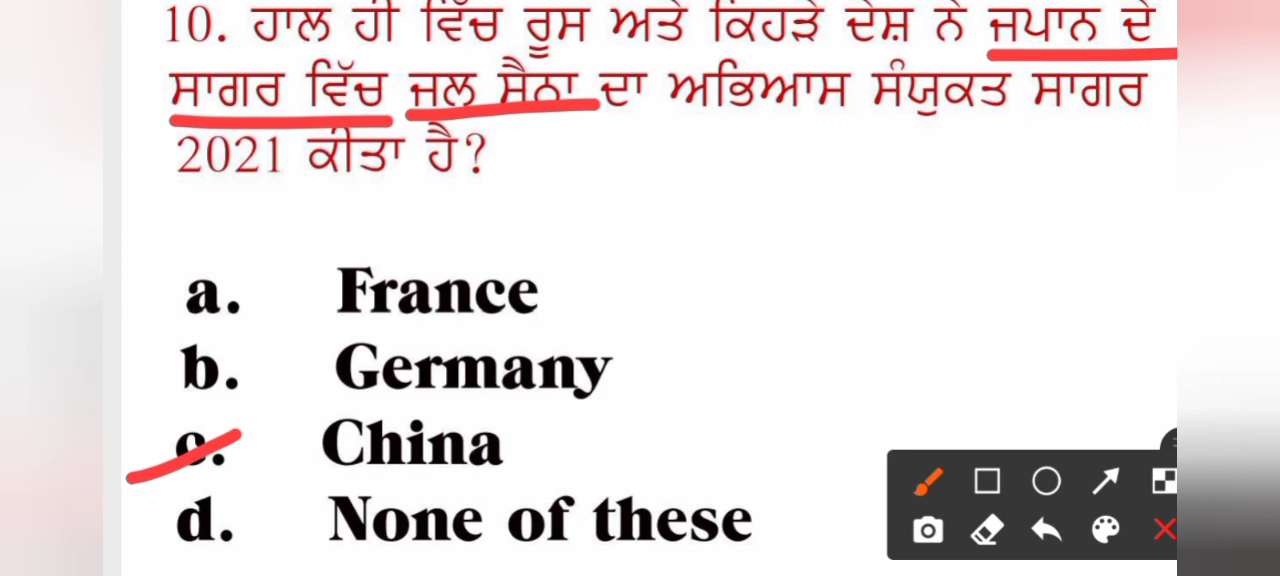 10. ਹਾਲ ਹੀ ਵਿੱਚ ਰੂਸ ਅਤੇ ਕਿਹੜੇ ਦੇਸ਼ ਨੇ ਜਪਾਨ ਦੇ
ਸਾਗਰ ਵਿੱਚ ਜਲ ਸੈਨਾ ਦਾ ਅਭਿਆਸ ਸੰਯੁਕਤ ਸਾਗਰ
2021 ਕੀਤਾ ਹੈ?
a. France
b. Germany
c. China
d. None of these